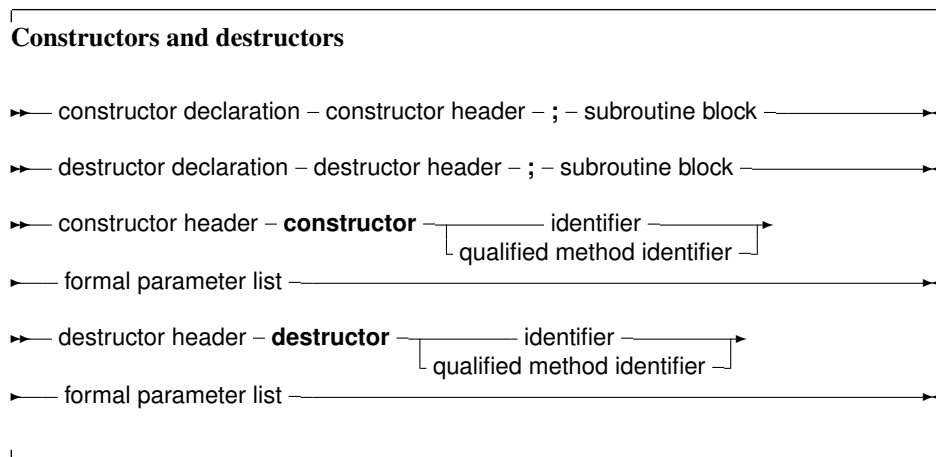 Constructors and destructors
constructor declaration – constructor header – ; – subroutine block
destructor declaration – destructor header – ; – subroutine block
constructor header – constructor – identifier
qualified method identifier
formal parameter list
destructor header – destructor – identifier
qualified method identifier
formal parameter list